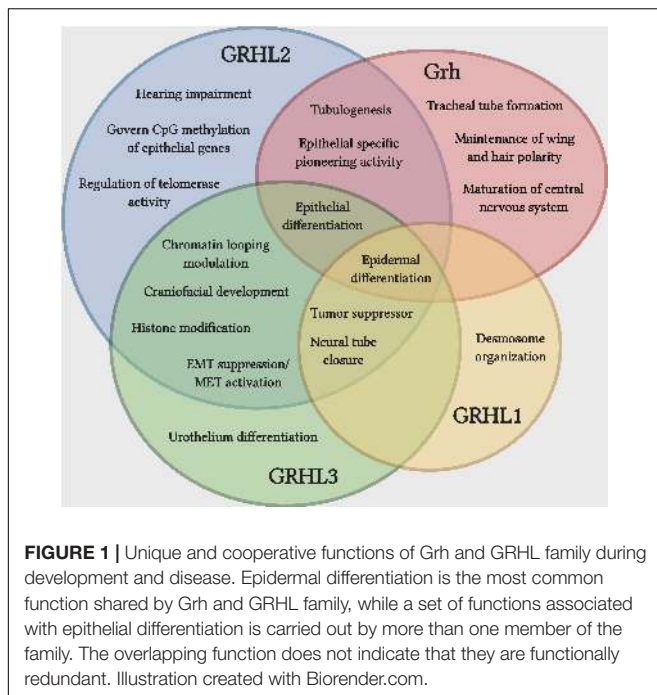 GRHL2
Grh
Hearing impairment
Govern CpG methylation
of epithelial genes
Regulation of telomerase
activity
Tubulogenesis
Epithelial specific
pioneering activity
Tracheal tube formation
Maintenance of wing
and hair polarity
Maturation of central
nervous system
Epithelial
differentiation
Chromatin looping
modulation
Craniofacial development
Histone modification
EMT suppression/
MET activation
Epidermal
differentiation
Tumor suppressor
Neural tube
closure
Desmosome
organization
GRHL1
Urothelium differentiation
GRHL3
FIGURE 1 | Unique and cooperative functions of Grh and GRHL family during
development and disease. Epidermal differentiation is the most common
function shared by Grh and GRHL family, while a set of functions associated
with epithelial differentiation is carried out by more than one member of the
family. The overlapping function does not indicate that they are functionally
redundant. Illustration created with Biorender.com.